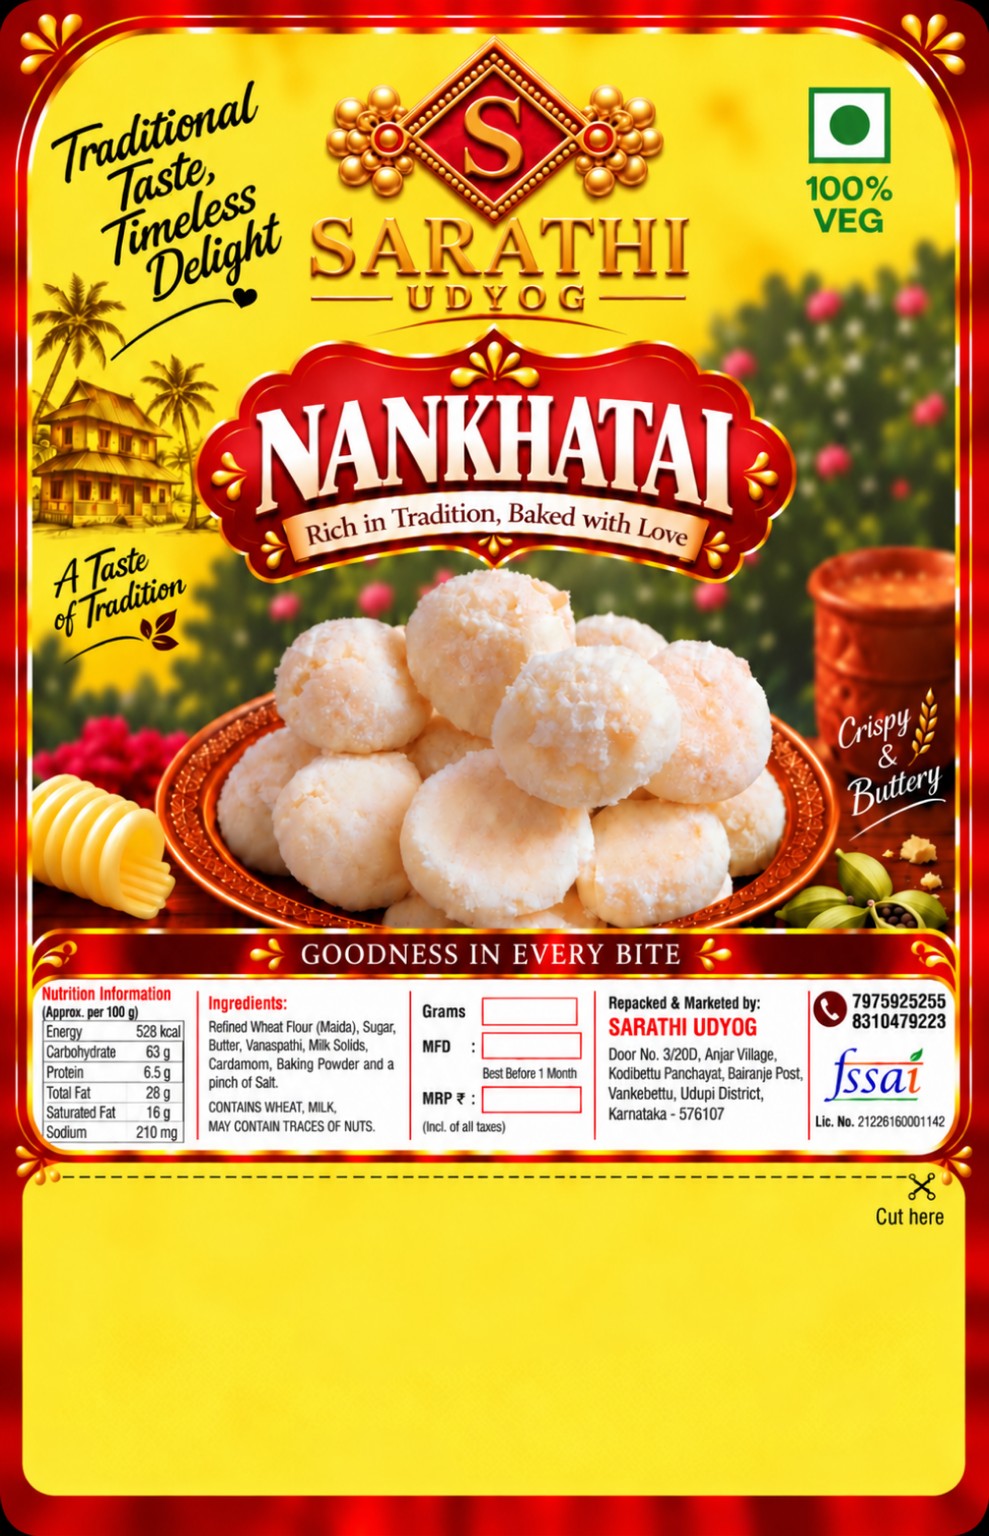 Traditional
Taste,
Timeless
Delight
S
SARATHI
UDYOG
100%
VEG
NANKHATAI
Rich in Tradition, Baked with Love
A Taste
of Tradition
Crispy
&
Buttery
GOODNESS IN EVERY BITE
Nutrition Information
(Approx. per 100 g)
Energy 528 kcal
Carbohydrate 63 g
Protein 6.5 g
Total Fat 28 g
Saturated Fat 16 g
Sodium 210 mg
Ingredients:
Refined Wheat Flour (Maida), Sugar,
Butter, Vanaspathi, Milk Solids,
Cardamom, Baking Powder and a
pinch of Salt.
CONTAINS WHEAT, MILK,
MAY CONTAIN TRACES OF NUTS.
Grams
MFD :
Best Before 1 Month
MRP ₹ :
(Incl. of all taxes)
Repacked & Marketed by:
SARATHI UDYOG
Door No. 3/20D, Anjar Village,
Kodibettu Panchayat, Bairanje Post,
Vankebettu, Udupi District,
Karnataka - 576107
7975925255
8310479223
fssai
Lic. No. 21226160001142
Cut here